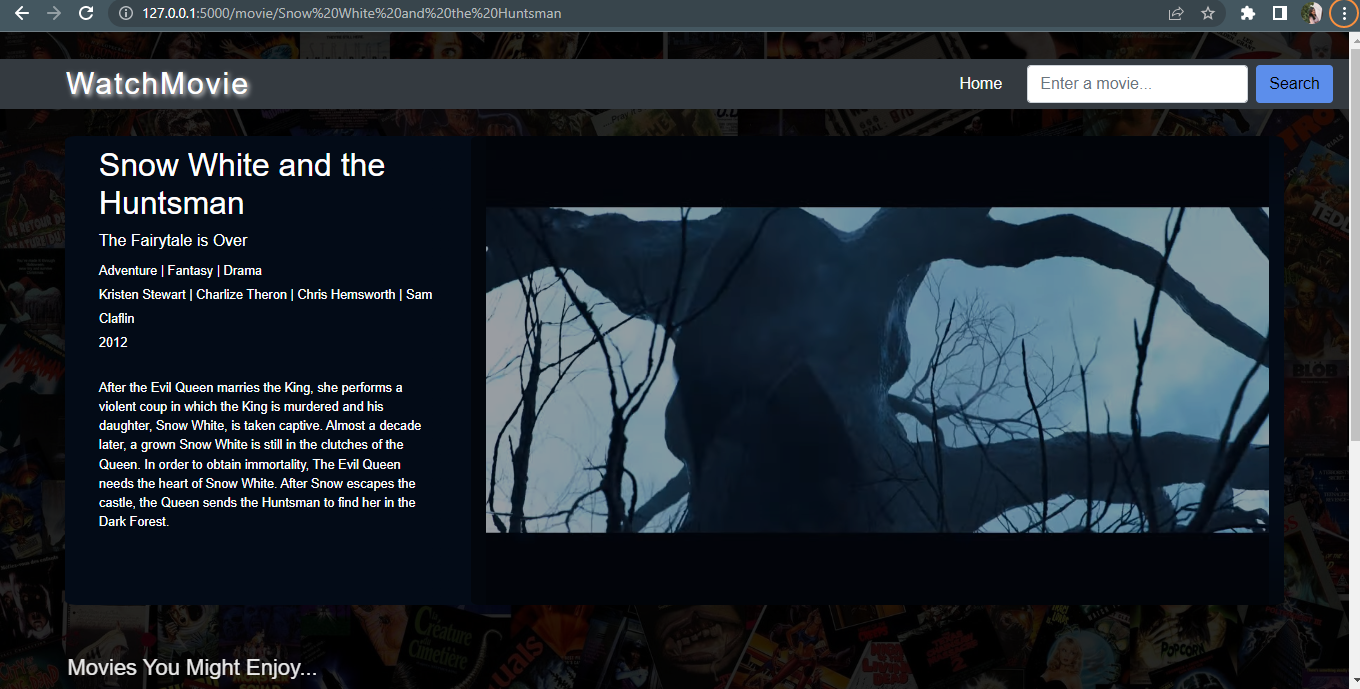 127.0.0.1:5000/movie/Snow%20White%20and%20the%20Huntsman
WatchMovie
Home
Enter a movie...
Search
Snow White and the
Huntsman
The Fairytale is Over
Adventure | Fantasy | Drama
Kristen Stewart | Charlize Theron | Chris Hemsworth | Sam
Claflin
2012
After the Evil Queen marries the King, she performs a
violent coup in which the King is murdered and his
daughter, Snow White, is taken captive. Almost a decade
later, a grown Snow White is still in the clutches of the
Queen. In order to obtain immortality, The Evil Queen
needs the heart of Snow White. After Snow escapes the
castle, the Queen sends the Huntsman to find her in the
Dark Forest.
BLOB
Creature
Cimetière
POPCORN
Movies You Might Enjoy...